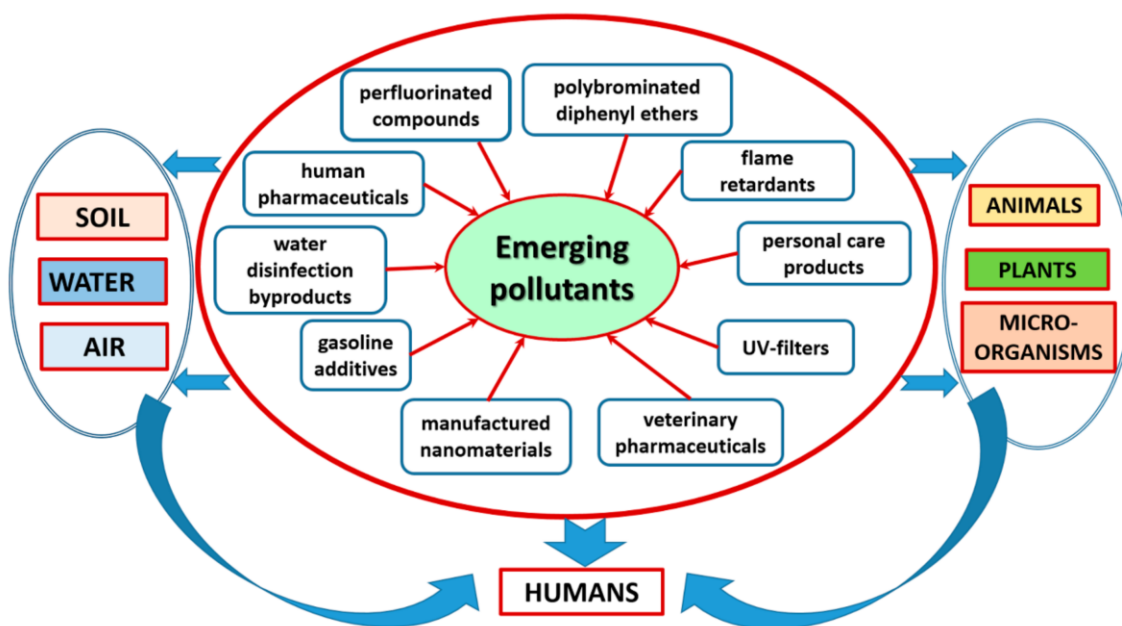 perfluorinated
compounds
polybrominated
diphenyl ethers
human
pharmaceuticals
flame
retardants
SOIL
WATER
AIR
water
disinfection
byproducts
Emerging
pollutants
personal care
products
ANIMALS
PLANTS
MICRO-
ORGANISMS
gasoline
additives
UV-filters
manufactured
nanomaterials
veterinary
pharmaceuticals
HUMANS